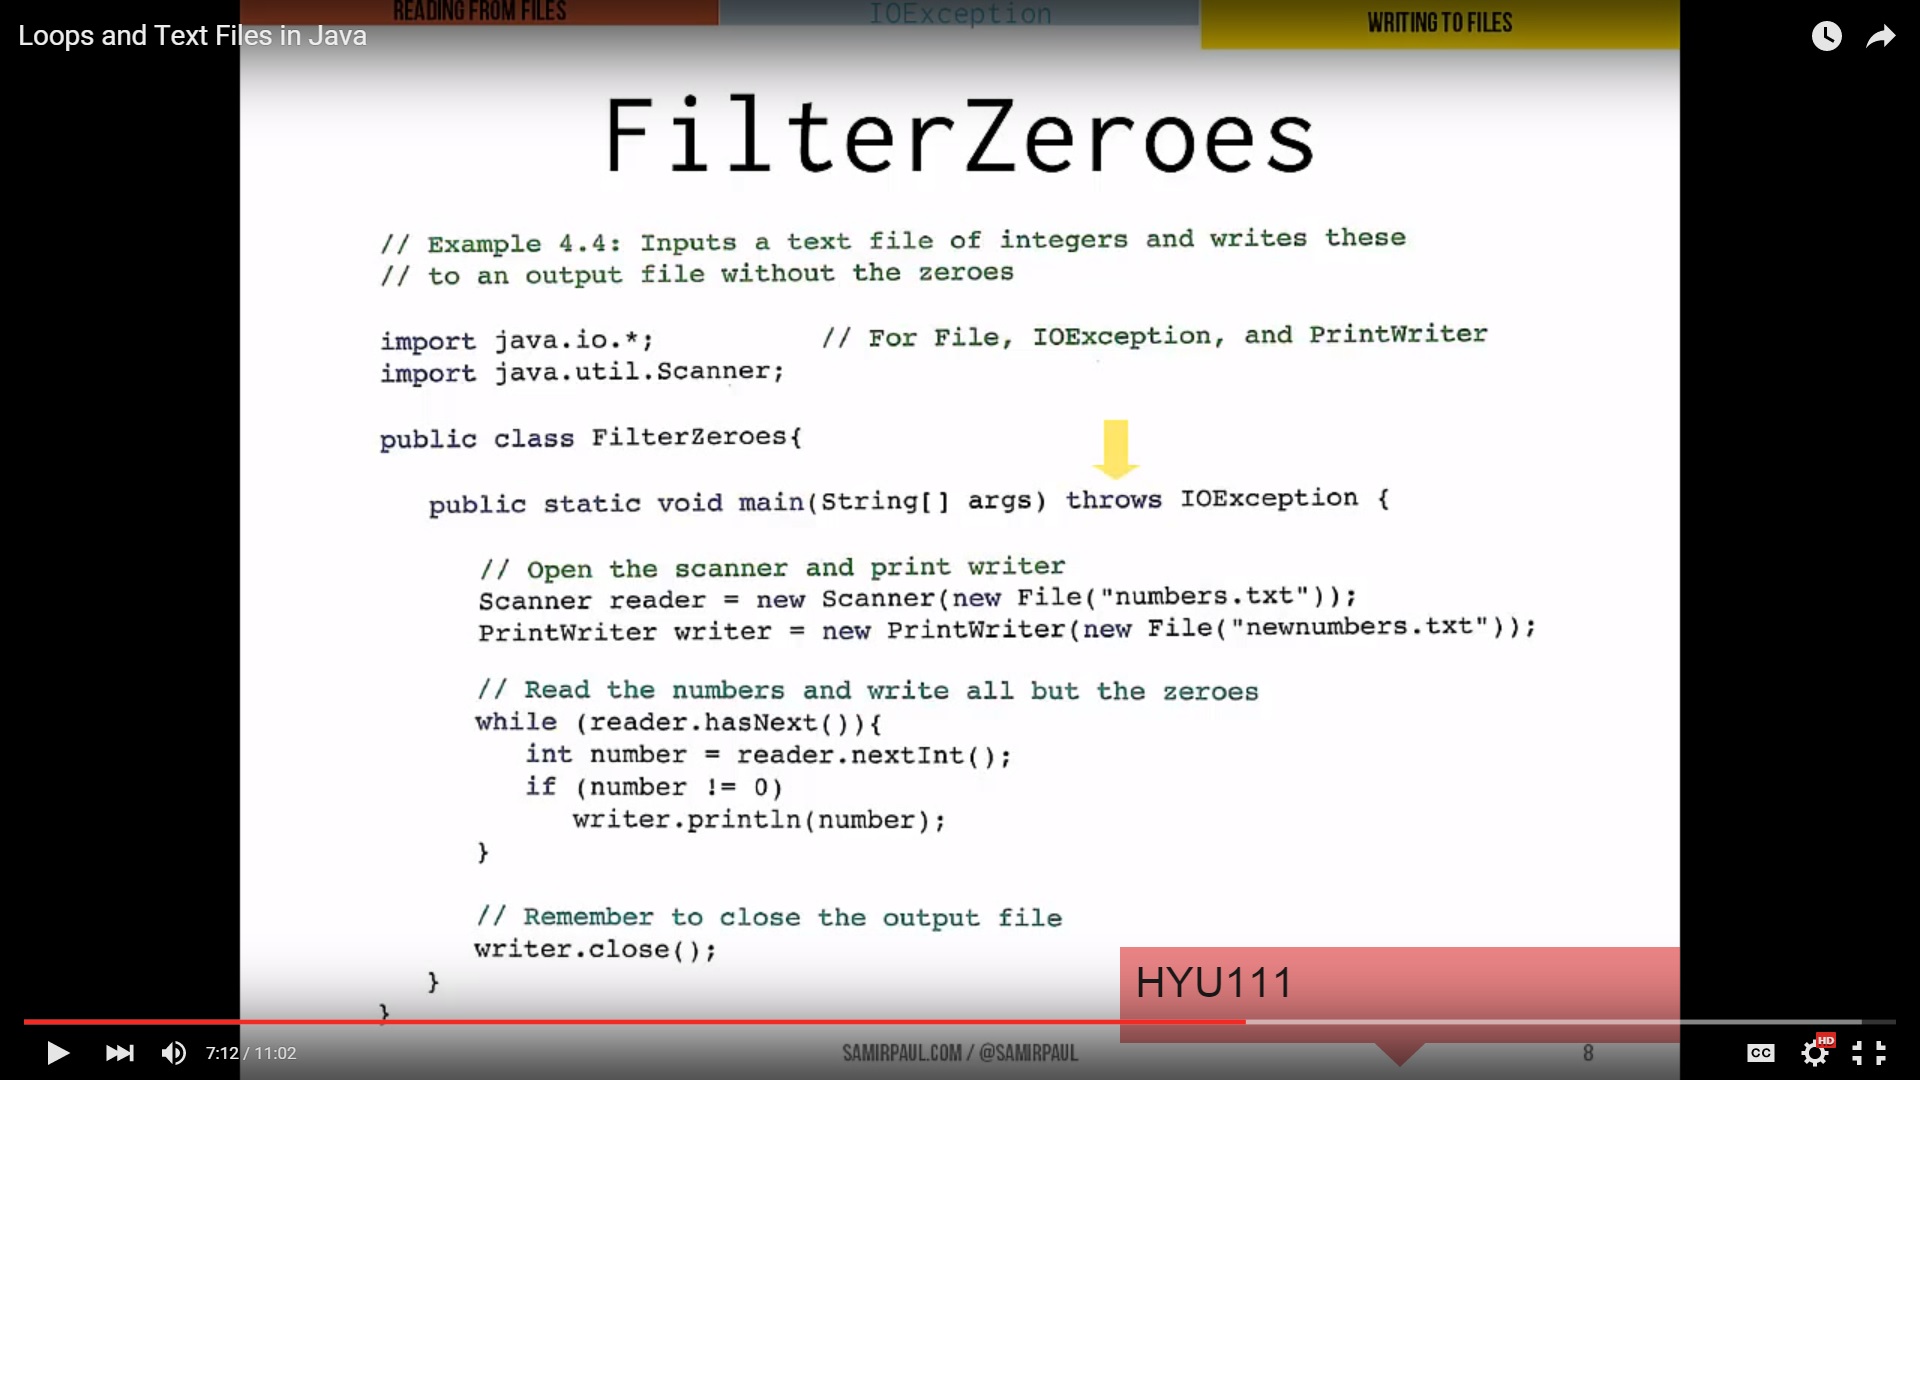 READING FROM FILES
IOException
WRITING TO FILES
Loops and Text Files in Java
FilterZeroes
// Example 4.4: Inputs a text file of integers and writes these
// to an output file without the zeroes
import java.io.*; // For File, IOException, and PrintWriter
import java.util.Scanner;
public class FilterZeroes{
public static void main(String[] args) throws IOException {
// Open the scanner and print writer
Scanner reader = new Scanner(new File("numbers.txt"));
PrintWriter writer = new PrintWriter(new File("newnumbers.txt"));
// Read the numbers and write all but the zeroes
while (reader.hasNext()){
int number = reader.nextInt();
if (number != 0)
writer.println(number);
}
// Remember to close the output file
writer.close();
}
}
HYU111
7:12 / 11:02
SAMIRPAUL.COM / @SAMIRPAUL
8
CC
HD